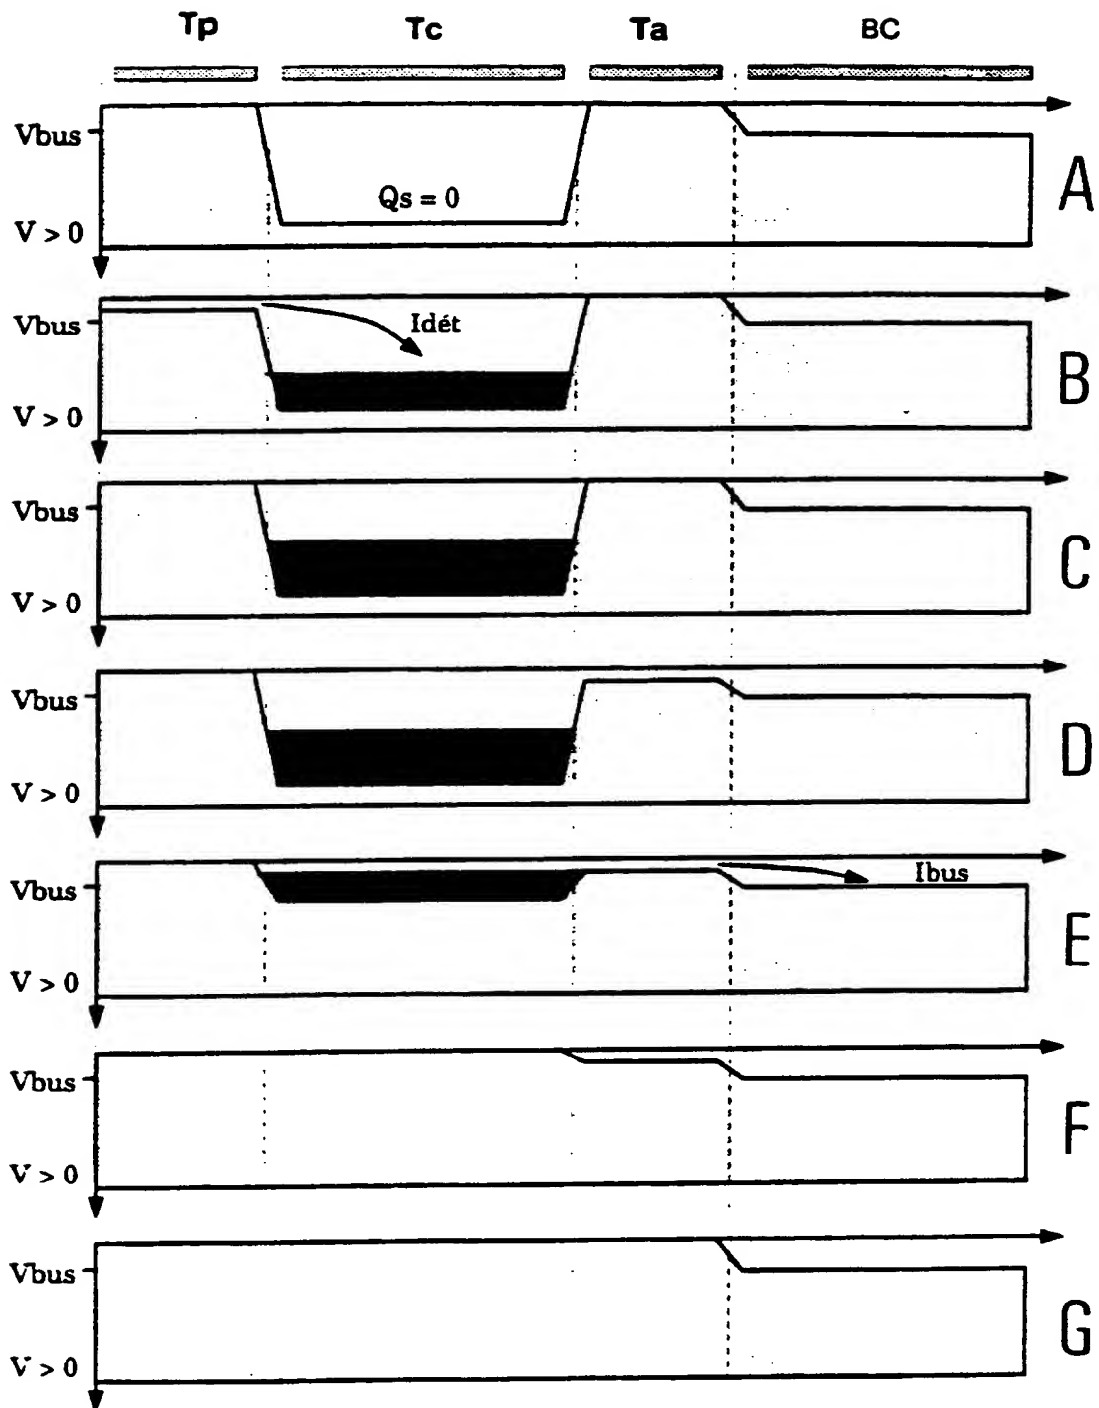 Tp Tc Ta BC
Vbus
Qs = 0
V > 0
A
Vbus
Idét
V > 0
B
Vbus
V > 0
C
Vbus
V > 0
D
Vbus
Ibus
V > 0
E
Vbus
V > 0
F
Vbus
V > 0
G